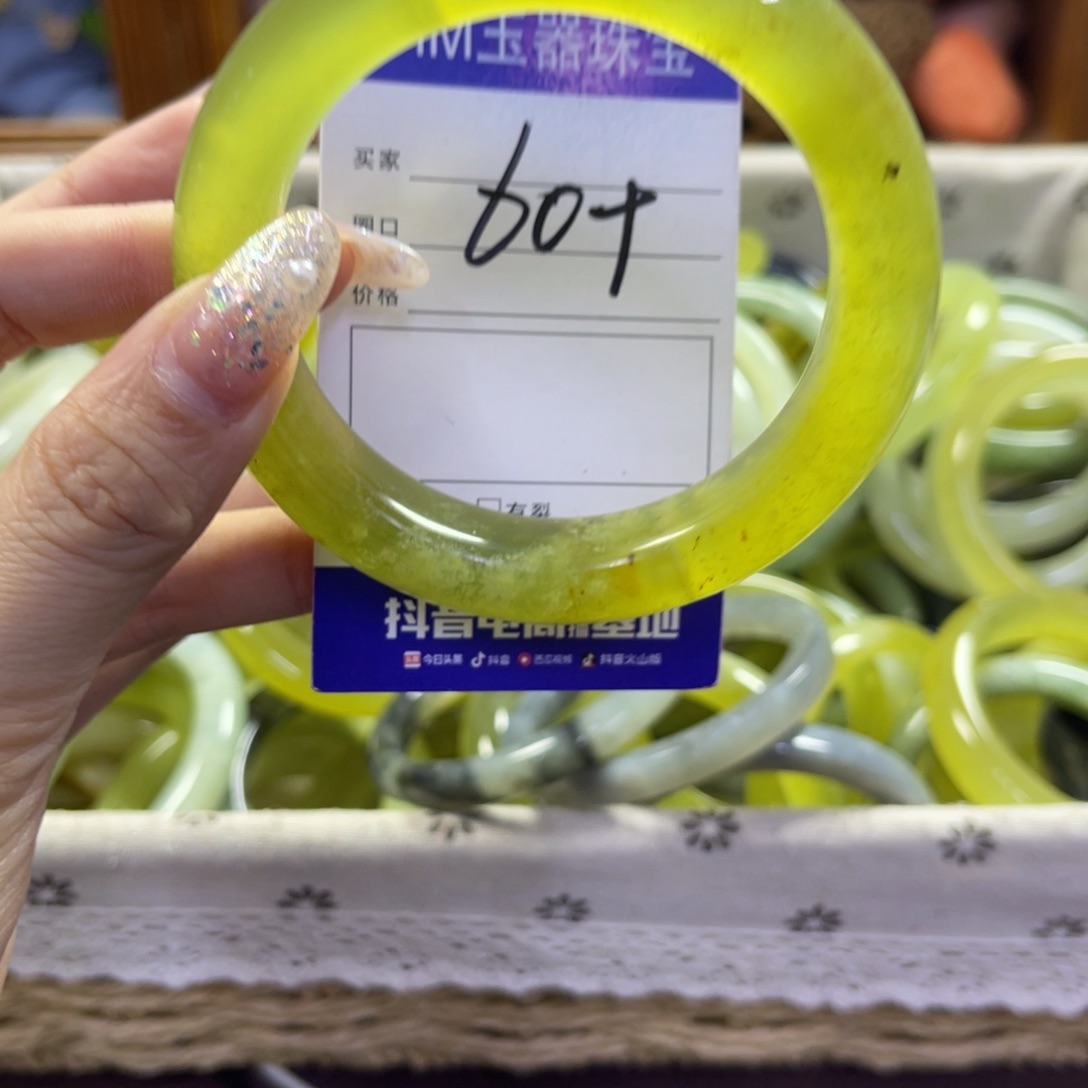 玉器珠宝
买家
60+
圈口
价格
有裂
抖音电商 基地
今日头条 抖音 西瓜视频 抖音火山版